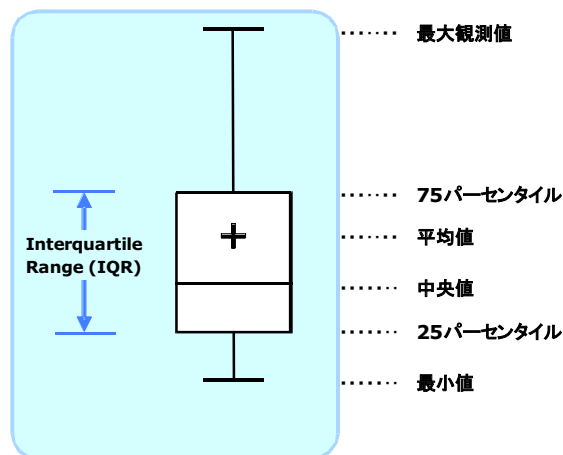 最大観測値
75パーセンタイル
平均値
Interquartile
Range (IQR)
中央値
25パーセンタイル
最小値